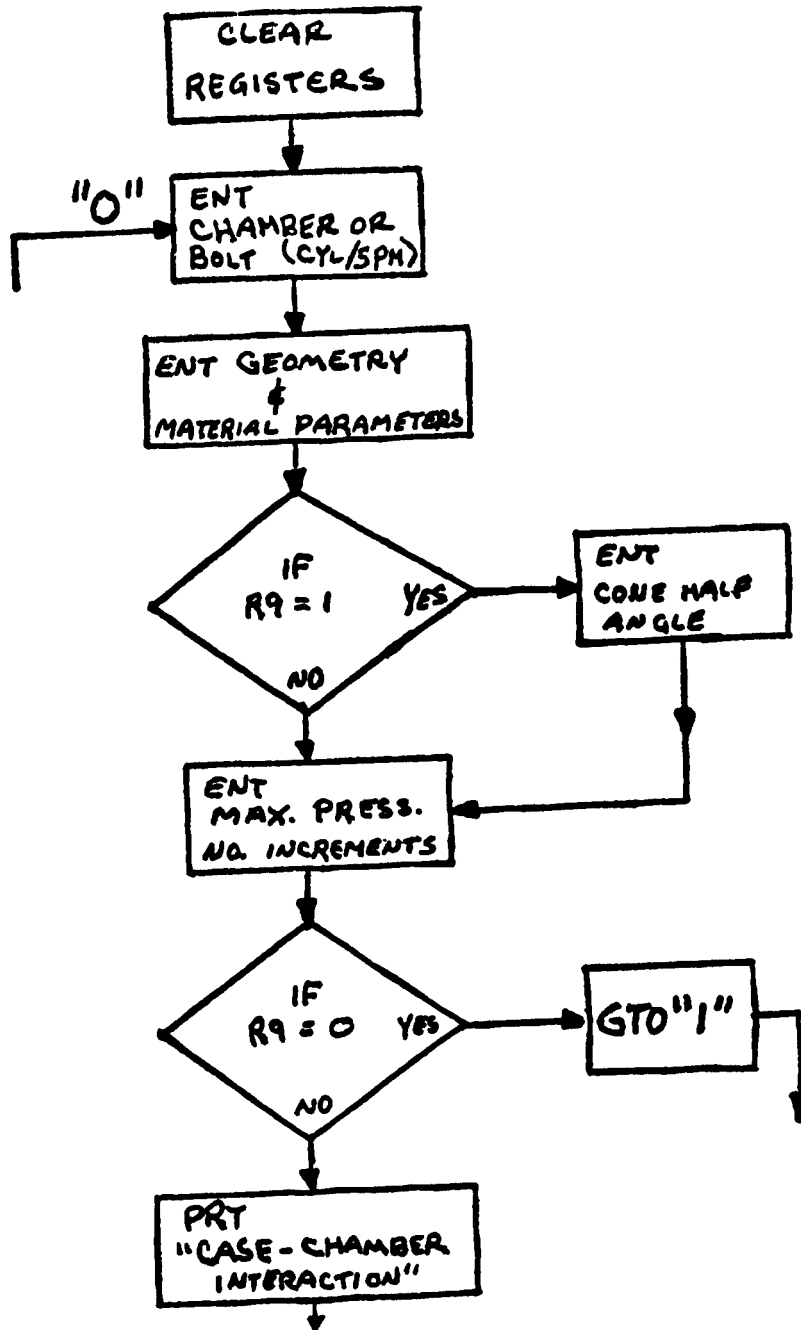 CLEAR
REGISTERS
"0"
ENT
CHAMBER OR
BOLT (CYL/SPH)
ENT GEOMETRY
&
MATERIAL PARAMETERS
IF
R9 = 1
YES
NO
ENT
CONE HALF
ANGLE
ENT
MAX. PRESS.
NO. INCREMENTS
IF
R9 = 0
YES
NO
GTO "1"
PRT
"CASE-CHAMBER
INTERACTION"